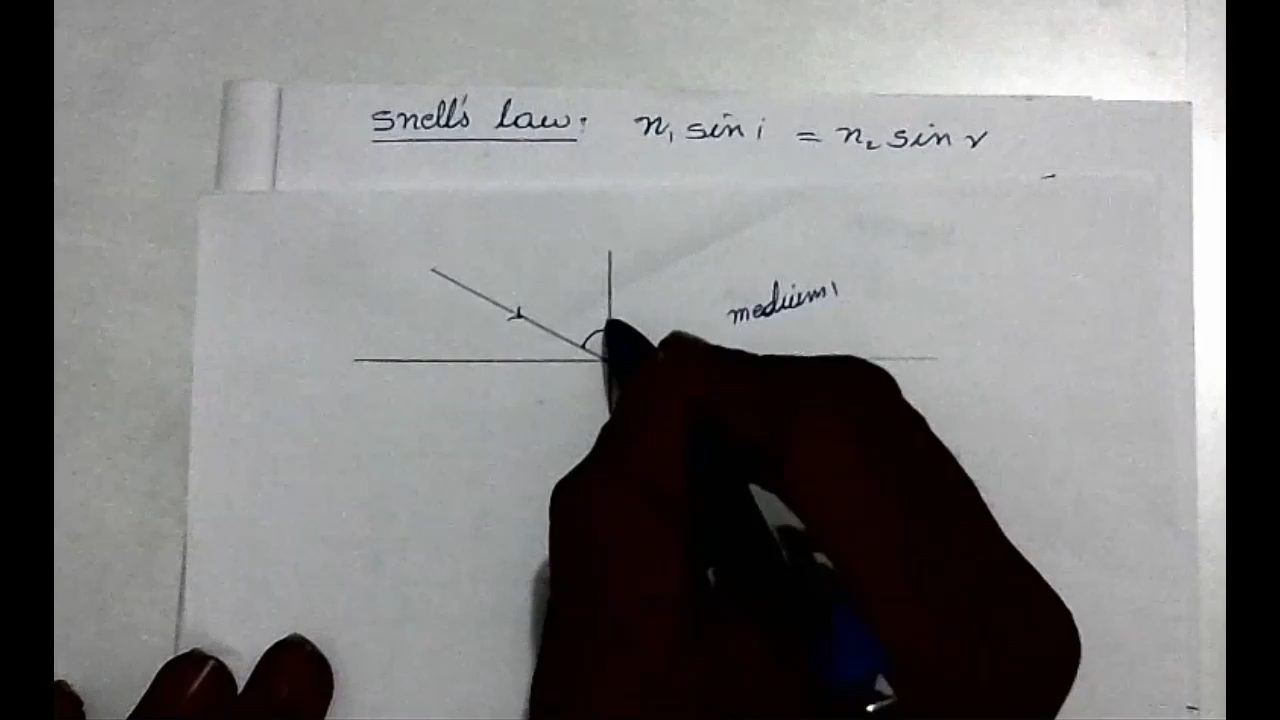 Snell's law: n₁ sin i = n₂ sin r
medium 1